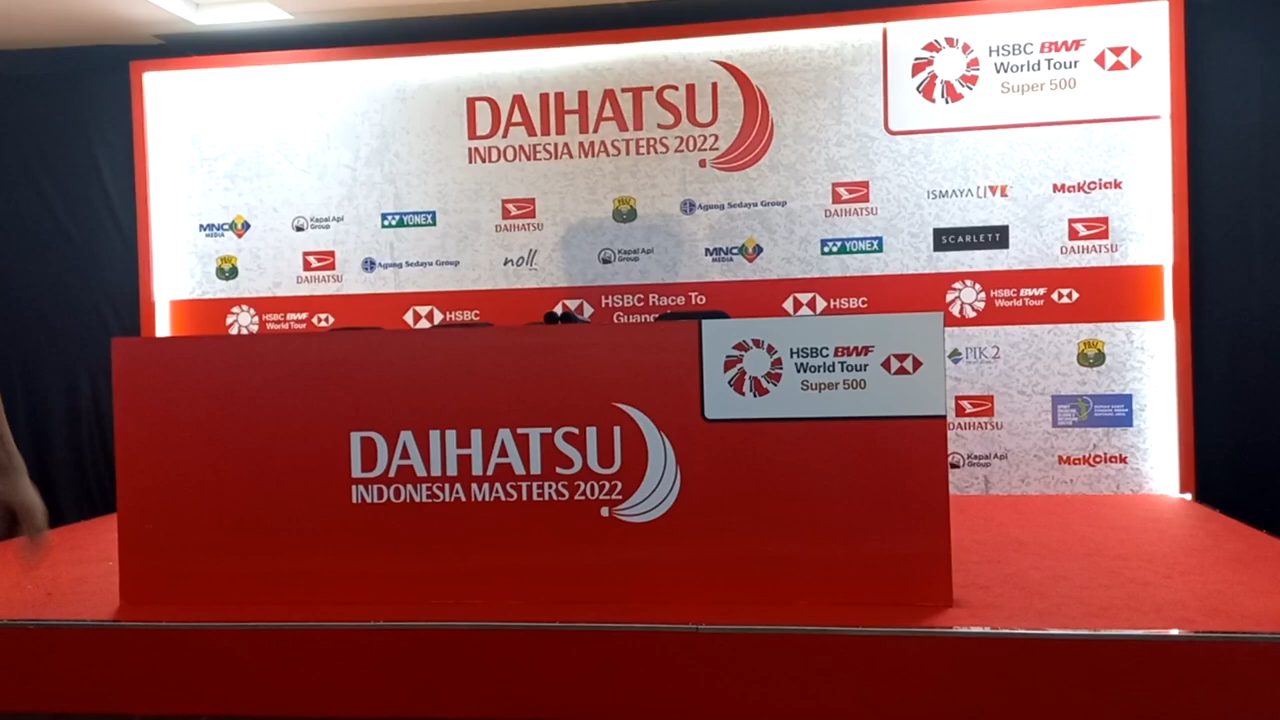 HSBC BWF
World Tour
Super 500
DAIHATSU
INDONESIA MASTERS 2022
MNC
MEDIA
Kapal Api
Group
YONEX
DAIHATSU
PBSI
Agung Sedayu Group
DAIHATSU
ISMAYA LIVE
MaKCiak
PBSI
DAIHATSU
Agung Sedayu Group
noll.
Kapal Api
Group
MNC
MEDIA
YONEX
SCARLETT
DAIHATSU
HSBC BWF
World Tour
HSBC
HSBC Race To
HSBC
HSBC BWF
World Tour
HSBC BWF
World Tour
Super 500
PIK 2
PBSI
DAIHATSU
Kapal Api
Group
MaKCiak
DAIHATSU
INDONESIA MASTERS 2022